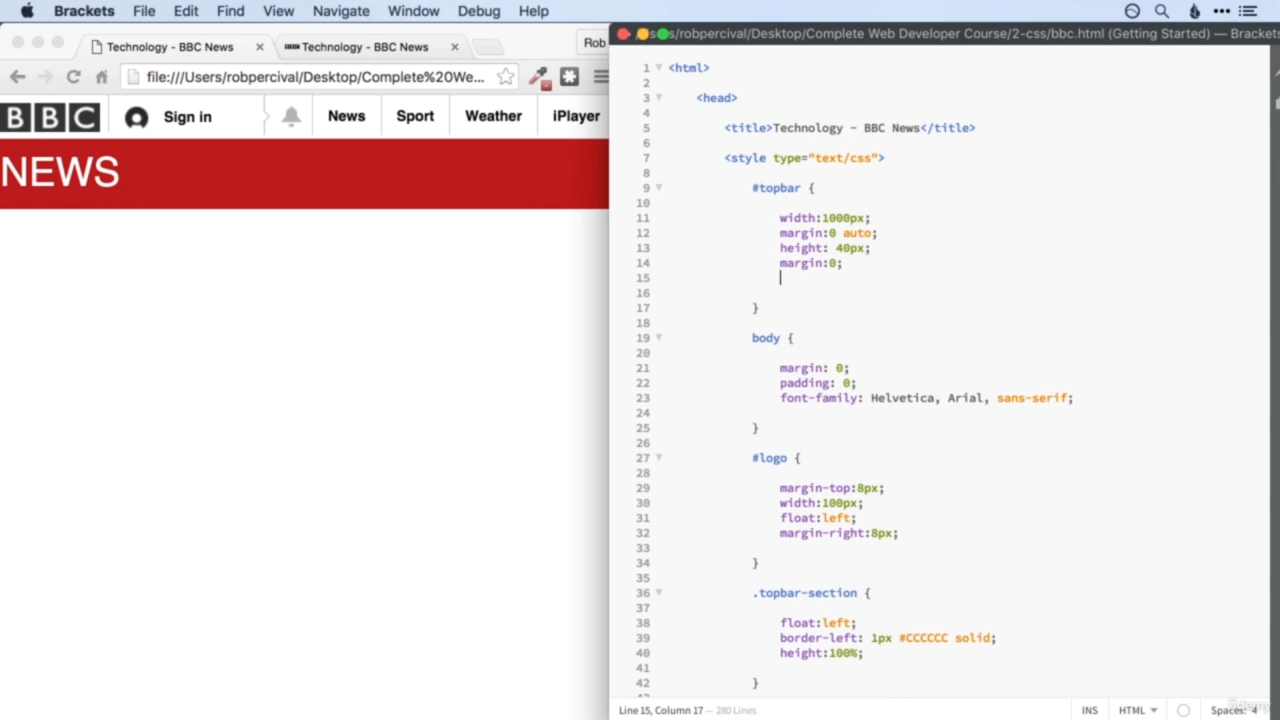 Brackets File Edit Find View Navigate Window Debug Help
Technology - BBC News
Technology - BBC News
Rob
/Users/robpercival/Desktop/Complete Web Developer Course/2-css/bbc.html (Getting Started) — Brackets
file:///Users/robpercival/Desktop/Complete%20We...
BBC Sign in News Sport Weather iPlayer
NEWS
1 <html>
2
3 <head>
4
5 <title>Technology - BBC News</title>
6
7 <style type="text/css">
8
9 #topbar {
10
11 width:1000px;
12 margin:0 auto;
13 height: 40px;
14 margin:0;
15
16
17 }
18
19 body {
20
21 margin: 0;
22 padding: 0;
23 font-family: Helvetica, Arial, sans-serif;
24
25 }
26
27 #logo {
28
29 margin-top:8px;
30 width:100px;
31 float:left;
32 margin-right:8px;
33
34 }
35
36 .topbar-section {
37
38 float:left;
39 border-left: 1px #CCCCCC solid;
40 height:100%;
41
42 }
Line 15, Column 17 — 280 Lines INS HTML Spaces: 4